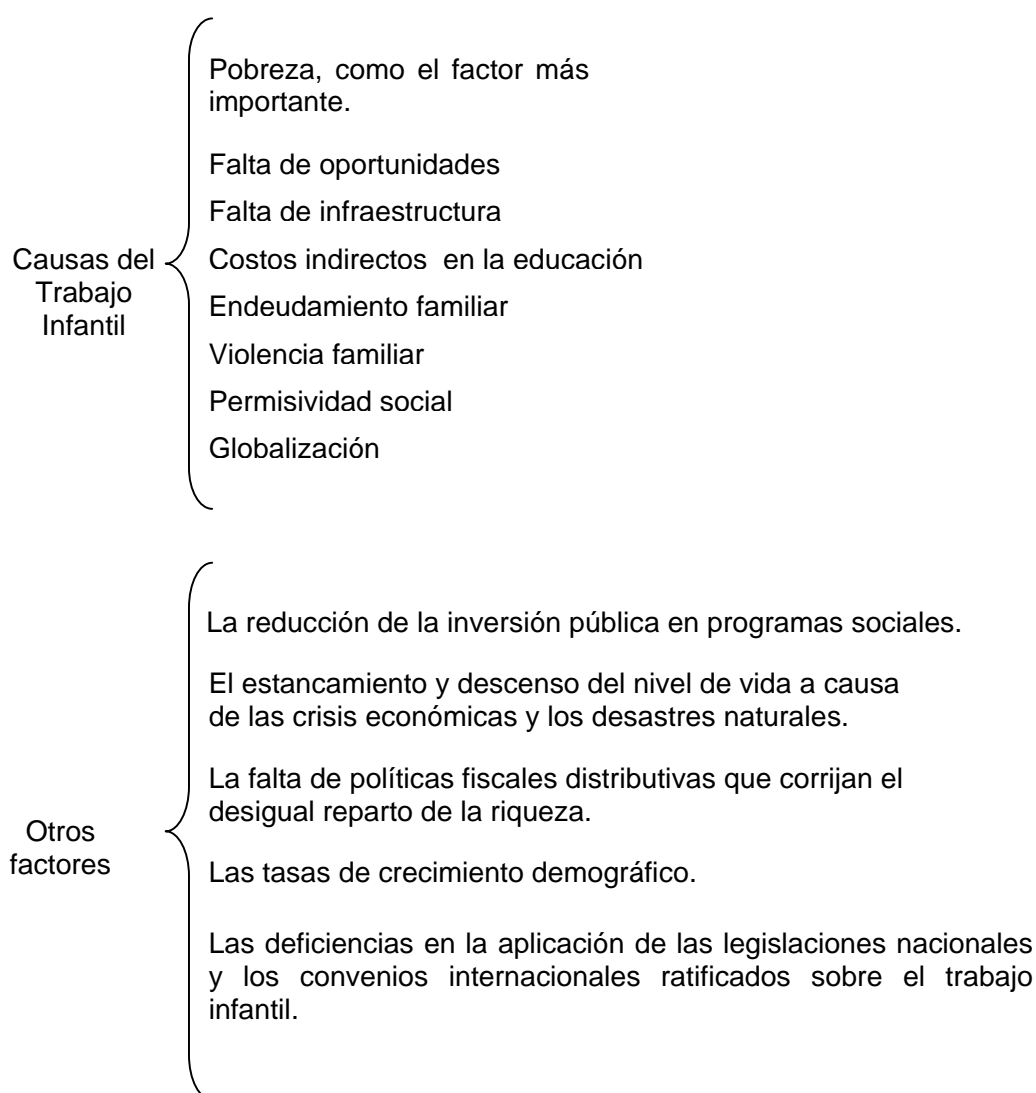 Causas del
Trabajo
Infantil
Pobreza, como el factor más
importante.
Falta de oportunidades
Falta de infraestructura
Costos indirectos en la educación
Endeudamiento familiar
Violencia familiar
Permisividad social
Globalización
Otros
factores
La reducción de la inversión pública en programas sociales.
El estancamiento y descenso del nivel de vida a causa
de las crisis económicas y los desastres naturales.
La falta de políticas fiscales distributivas que corrijan el
desigual reparto de la riqueza.
Las tasas de crecimiento demográfico.
Las deficiencias en la aplicación de las legislaciones nacionales
y los convenios internacionales ratificados sobre el trabajo
infantil.